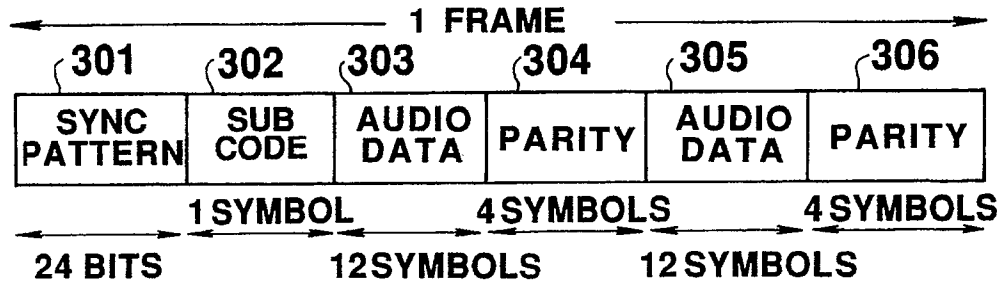 1 FRAME
301 302 303 304 305 306
SYNC PATTERN
SUB CODE
AUDIO DATA
PARITY
AUDIO DATA
PARITY
1 SYMBOL 4 SYMBOLS 4 SYMBOLS
24 BITS 12 SYMBOLS 12 SYMBOLS